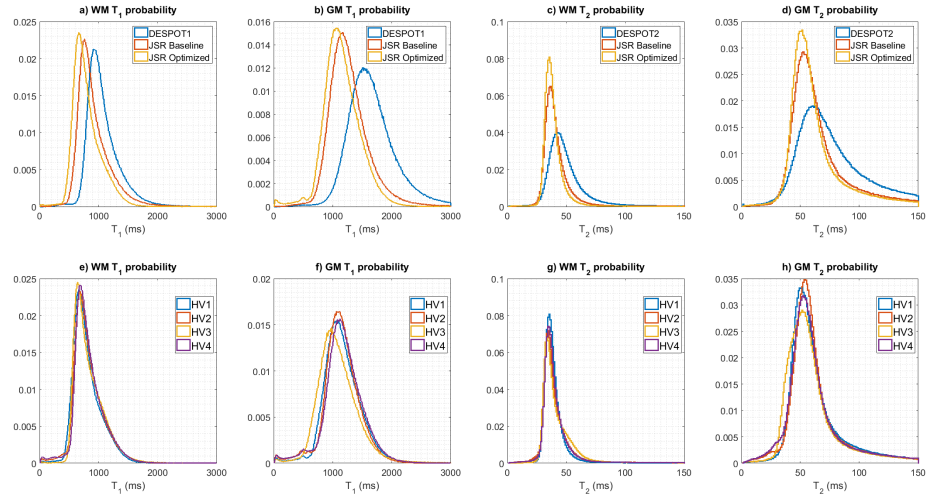 a) WM T1 probability
0.025
0.02
0.015
0.01
0.005
0
0 1000 2000 3000
T1 (ms)
DESPOT1
JSR Baseline
JSR Optimized
b) GM T1 probability
0.016
0.014
0.012
0.01
0.008
0.006
0.004
0.002
0
0 1000 2000 3000
T1 (ms)
DESPOT1
JSR Baseline
JSR Optimized
c) WM T2 probability
0.1
0.08
0.06
0.04
0.02
0
0 50 100 150
T2 (ms)
DESPOT2
JSR Baseline
JSR Optimized
d) GM T2 probability
0.035
0.03
0.025
0.02
0.015
0.01
0.005
0
0 50 100 150
T2 (ms)
DESPOT2
JSR Baseline
JSR Optimized
e) WM T1 probability
0.025
0.02
0.015
0.01
0.005
0
0 1000 2000 3000
T1 (ms)
HV1
HV2
HV3
HV4
f) GM T1 probability
0.02
0.015
0.01
0.005
0
0 1000 2000 3000
T1 (ms)
HV1
HV2
HV3
HV4
g) WM T2 probability
0.1
0.08
0.06
0.04
0.02
0
0 50 100 150
T2 (ms)
HV1
HV2
HV3
HV4
h) GM T2 probability
0.035
0.03
0.025
0.02
0.015
0.01
0.005
0
0 50 100 150
T2 (ms)
HV1
HV2
HV3
HV4